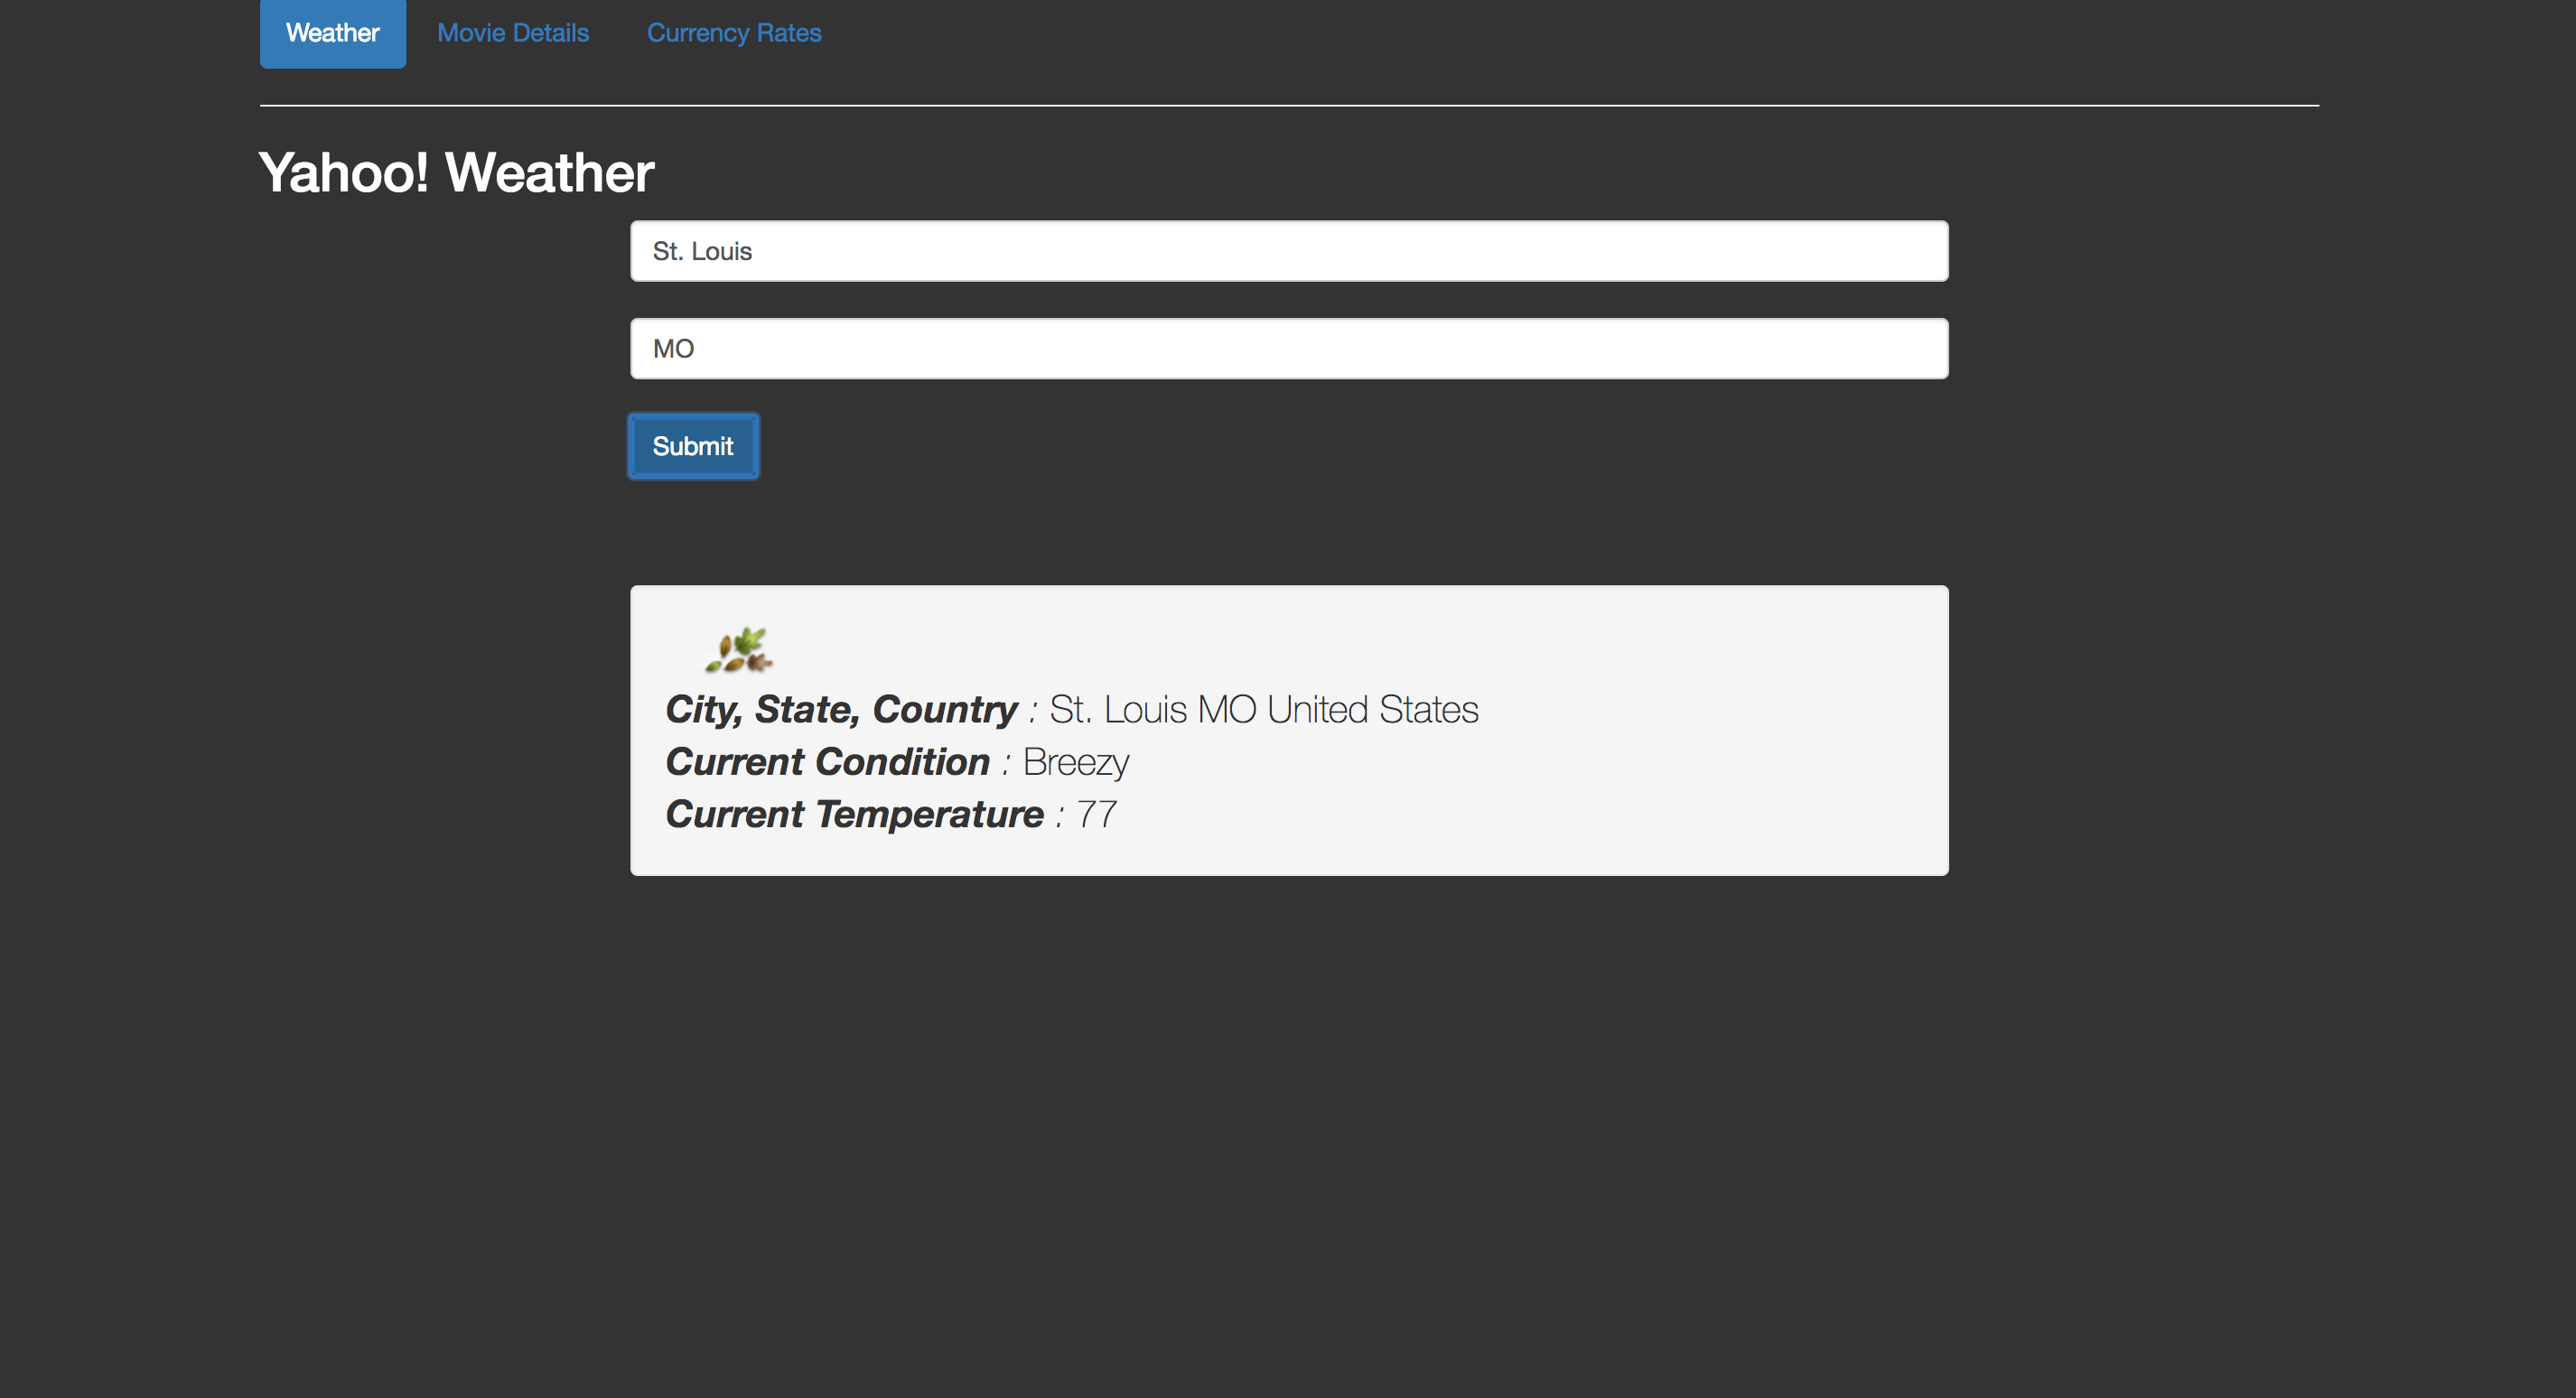 Weather Movie Details Currency Rates
Yahoo! Weather
St. Louis
MO
Submit
City, State, Country : St. Louis MO United States
Current Condition : Breezy
Current Temperature : 77